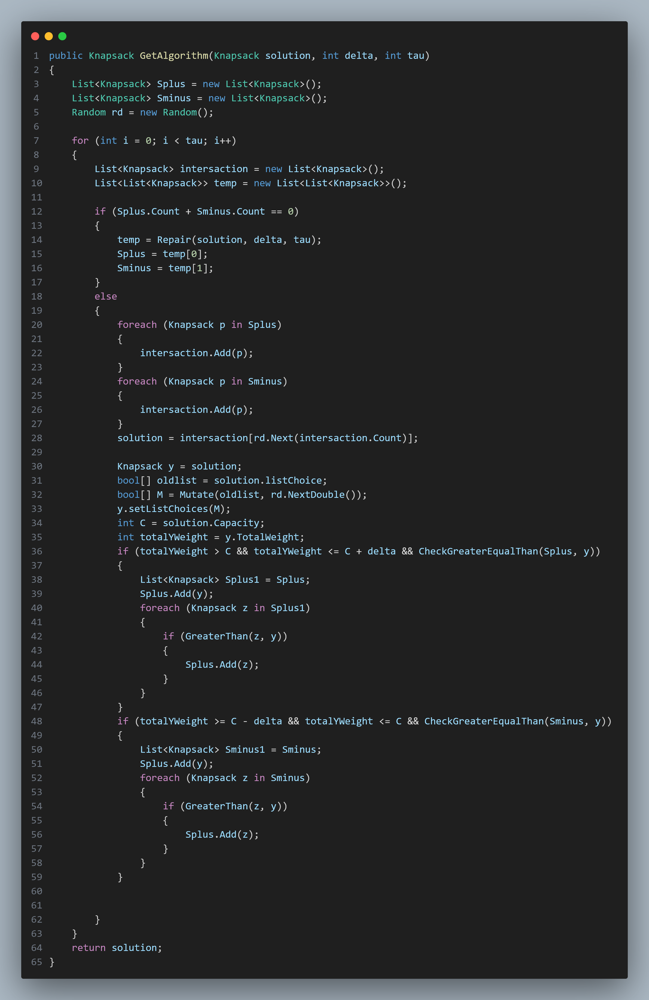 1 public Knapsack GetAlgorithm(Knapsack solution, int delta, int tau)
2 {
3     List<Knapsack> Splus = new List<Knapsack>();
4     List<Knapsack> Sminus = new List<Knapsack>();
5     Random rd = new Random();
6
7     for (int i = 0; i < tau; i++)
8     {
9         List<Knapsack> intersaction = new List<Knapsack>();
10         List<List<Knapsack>> temp = new List<List<Knapsack>>();
11
12         if (Splus.Count + Sminus.Count == 0)
13         {
14             temp = Repair(solution, delta, tau);
15             Splus = temp[0];
16             Sminus = temp[1];
17         }
18         else
19         {
20             foreach (Knapsack p in Splus)
21             {
22                 intersaction.Add(p);
23             }
24             foreach (Knapsack p in Sminus)
25             {
26                 intersaction.Add(p);
27             }
28             solution = intersaction[rd.Next(intersaction.Count)];
29
30             Knapsack y = solution;
31             bool[] oldlist = solution.listChoice;
32             bool[] M = Mutate(oldlist, rd.NextDouble());
33             y.setListChoices(M);
34             int C = solution.Capacity;
35             int totalYWeight = y.TotalWeight;
36             if (totalYWeight > C && totalYWeight <= C + delta && CheckGreaterEqualThan(Splus, y))
37             {
38                 List<Knapsack> Splus1 = Splus;
39                 Splus.Add(y);
40                 foreach (Knapsack z in Splus1)
41                 {
42                     if (GreaterThan(z, y))
43                     {
44                         Splus.Add(z);
45                     }
46                 }
47             }
48             if (totalYWeight >= C - delta && totalYWeight <= C && CheckGreaterEqualThan(Sminus, y))
49             {
50                 List<Knapsack> Sminus1 = Sminus;
51                 Splus.Add(y);
52                 foreach (Knapsack z in Sminus)
53                 {
54                     if (GreaterThan(z, y))
55                     {
56                         Splus.Add(z);
57                     }
58                 }
59             }
60
61
62         }
63     }
64     return solution;
65 }